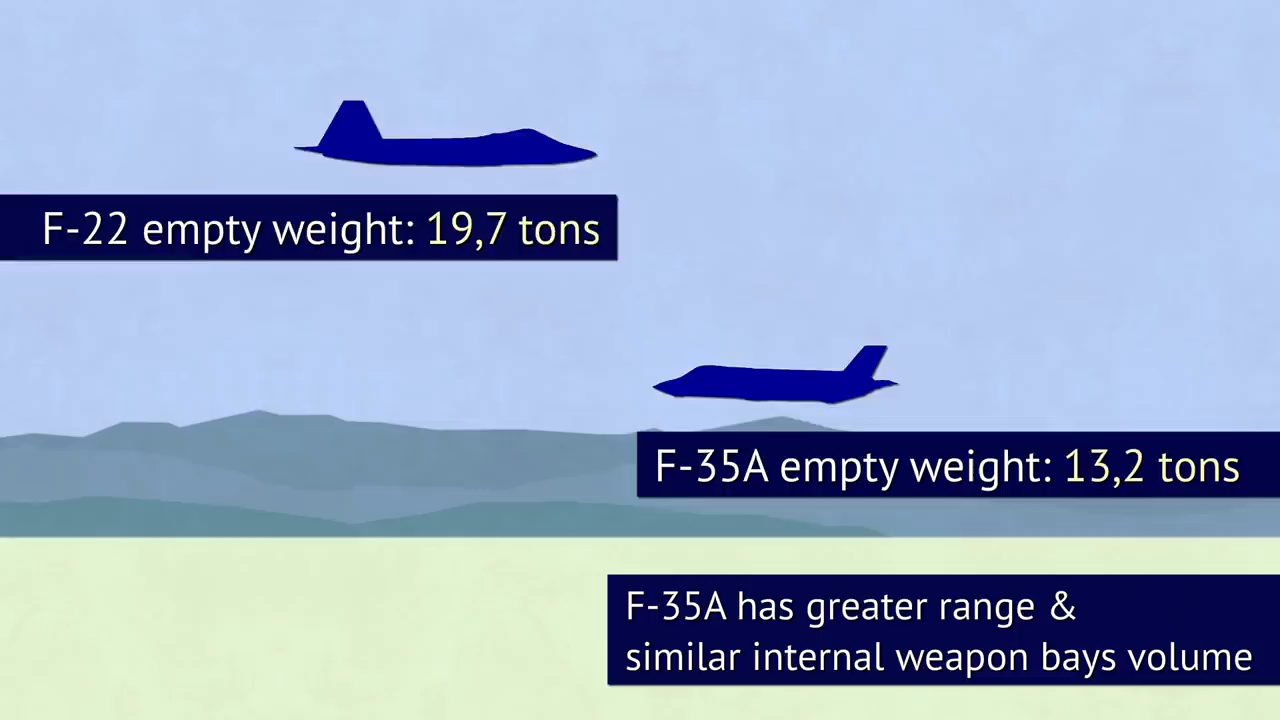 F-22 empty weight: 19,7 tons
F-35A empty weight: 13,2 tons
F-35A has greater range &
similar internal weapon bays volume